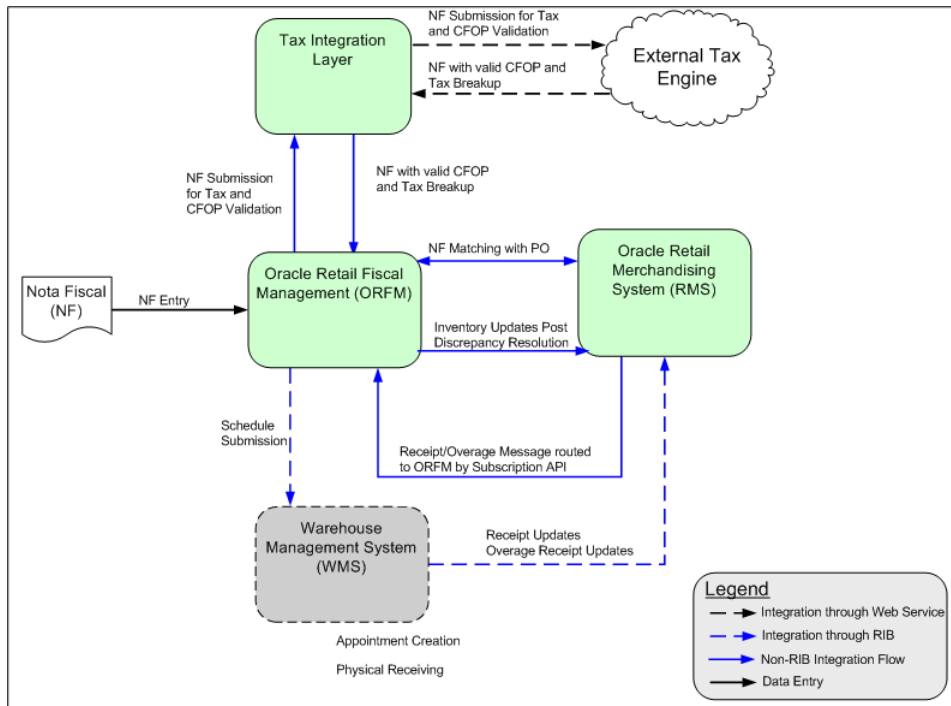 Tax Integration
Layer
NF Submission for Tax
and CFOP Validation
NF with valid CFOP and
Tax Breakup
External Tax
Engine
NF Submission
for Tax and
CFOP Validation
NF with valid CFOP
and Tax Breakup
Nota Fiscal
(NF)
NF Entry
Oracle Retail Fiscal
Management (ORFM)
NF Matching with PO
Oracle Retail
Merchandising
System (RMS)
Inventory Updates Post
Discrepancy Resolution
Schedule
Submission
Receipt/Overage Message routed
to ORFM by Subscription API
Warehouse
Management System
(WMS)
Receipt Updates
Overage Receipt Updates
Appointment Creation
Physical Receiving
Legend
Integration through Web Service
Integration through RIB
Non-RIB Integration Flow
Data Entry